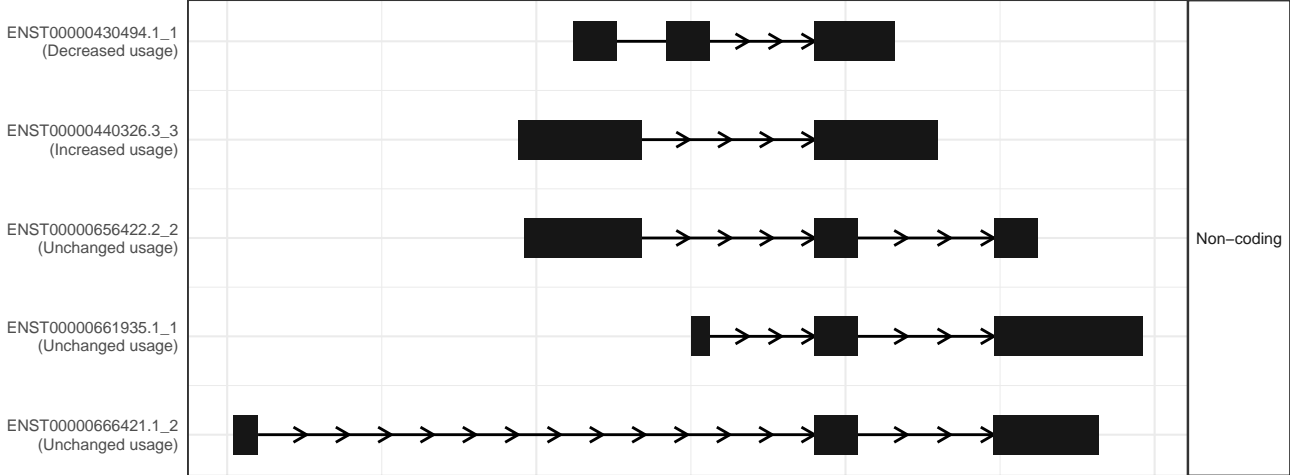 ENST00000430494.1_1
(Decreased usage)
ENST00000440326.3_3
(Increased usage)
ENST00000656422.2_2
(Unchanged usage)
Non−coding
ENST00000661935.1_1
(Unchanged usage)
ENST00000666421.1_2
(Unchanged usage)